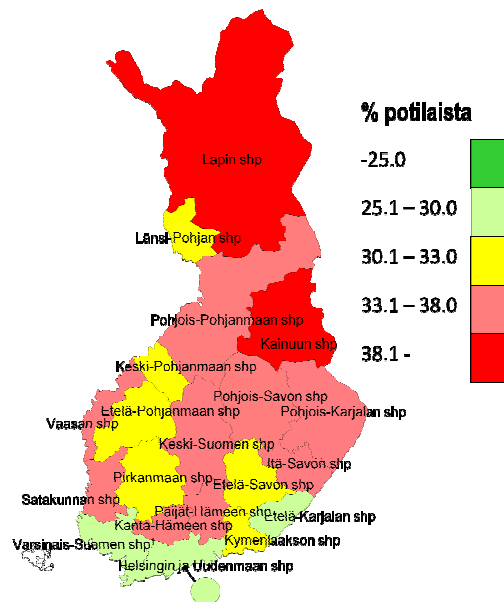 % potilaista
-25.0
25.1 – 30.0
30.1 – 33.0
33.1 – 38.0
38.1 -
Lapin shp
Länsi-Pohjan shp
Pohjois-Pohjanmaan shp
Kainuun shp
Keski-Pohjanmaan shp
Pohjois-Savon shp
Etelä-Pohjanmaan shp
Pohjois-Karjalan shp
Vaasan shp
Keski-Suomen shp
Itä-Savon shp
Pirkanmaan shp
Etelä-Savon shp
Satakunnan shp
Päijät-Hämeen shp
Etelä-Karjalan shp
Kanta-Hämeen shp
Kymenlaakson shp
Varsinais-Suomen shp
Helsingin ja Uudenmaan shp